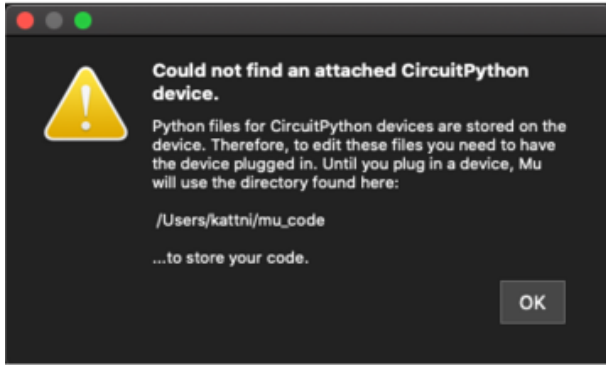 Could not find an attached CircuitPython
device.
Python files for CircuitPython devices are stored on the
device. Therefore, to edit these files you need to have
the device plugged in. Until you plug in a device, Mu
will use the directory found here:
/Users/kattni/mu_code
...to store your code.
OK